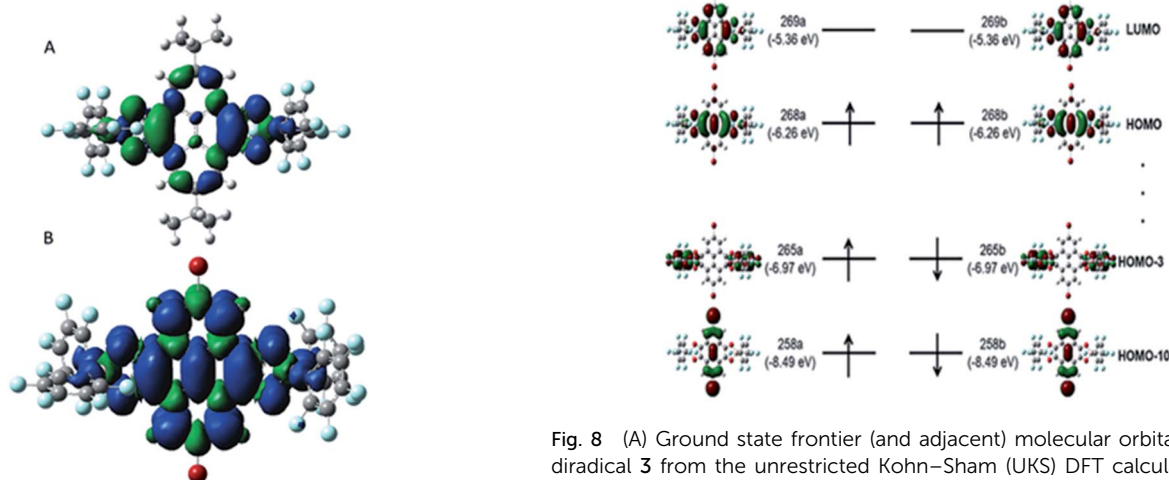 A
B
269a
(-5.36 eV)
269b
(-5.36 eV)
LUMO
268a
(-6.26 eV)
268b
(-6.26 eV)
HOMO
265a
(-6.97 eV)
265b
(-6.97 eV)
HOMO-3
258a
(-8.49 eV)
258b
(-8.49 eV)
HOMO-10
Fig. 8 (A) Ground state frontier (and adjacent) molecular orbita
diradical 3 from the unrestricted Kohn–Sham (UKS) DFT calcul